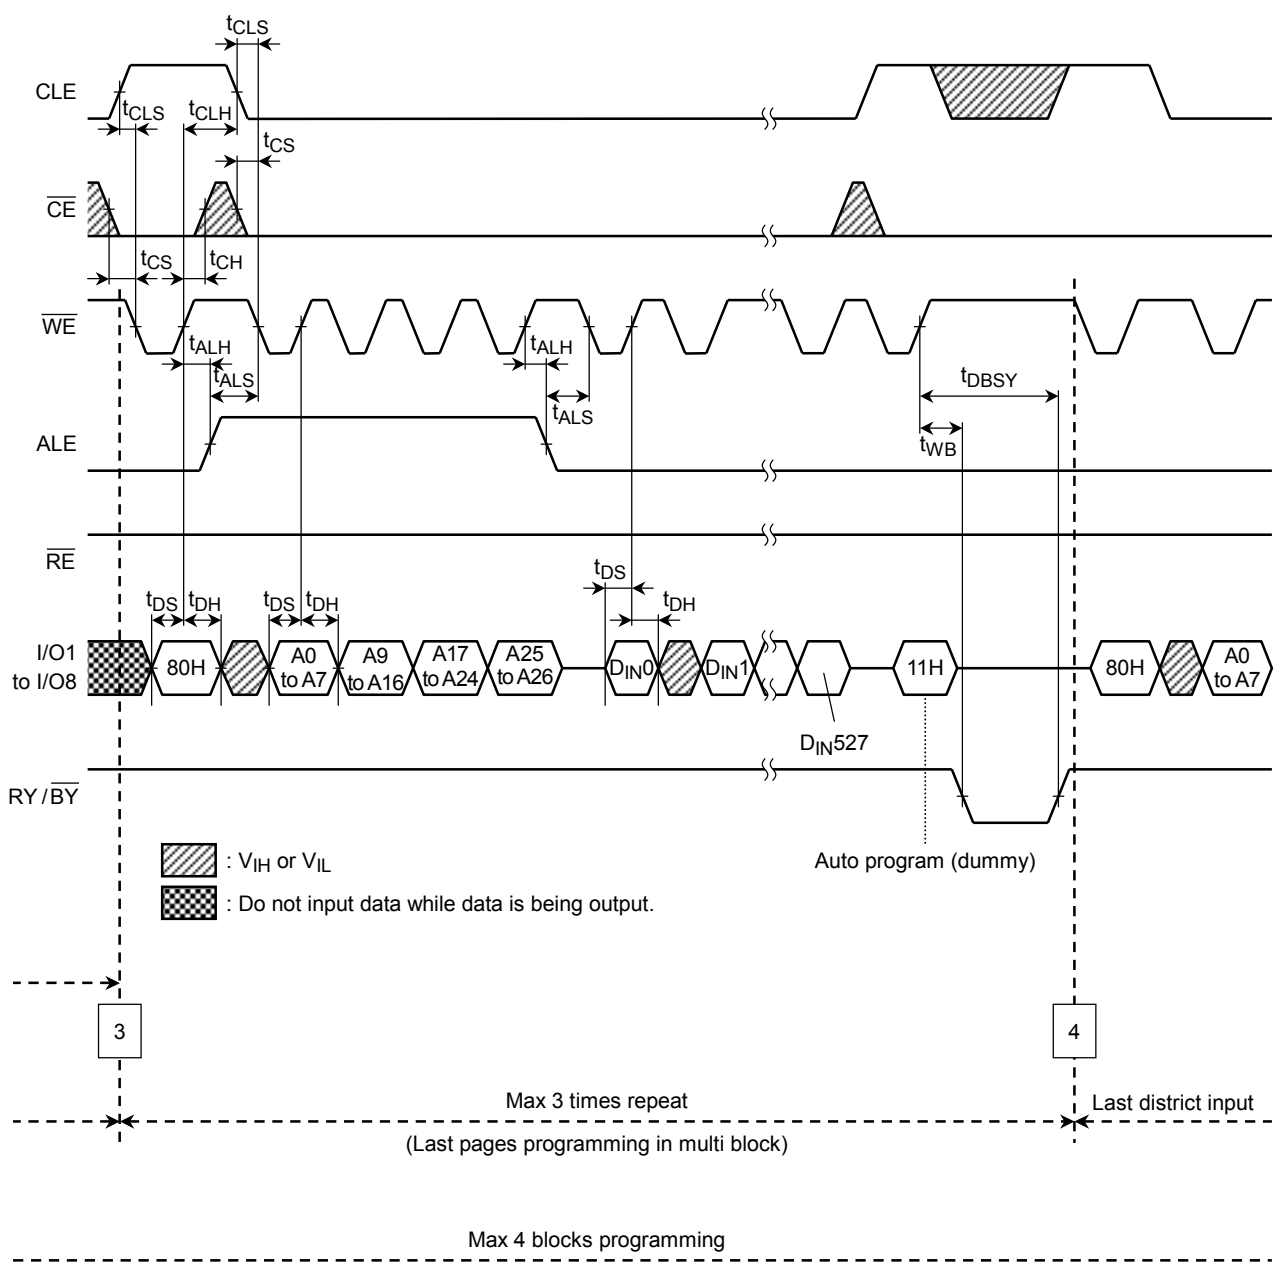 tCLS
CLE
tCLS
tCLH
tCS
CE
tCS
tCH
WE
tALH
tALH
tALS
tDBSY
tALS
ALE
tWB
RE
tDS
tDS
tDH
tDS
tDH
tDH
I/O1
to I/O8
80H
A0
to A7
A9
to A16
A17
to A24
A25
to A26
DIN0
DIN1
11H
80H
A0
to A7
DIN527
RY/BY
: VIH or VIL
Auto program (dummy)
: Do not input data while data is being output.
3
4
Max 3 times repeat
Last district input
(Last pages programming in multi block)
Max 4 blocks programming